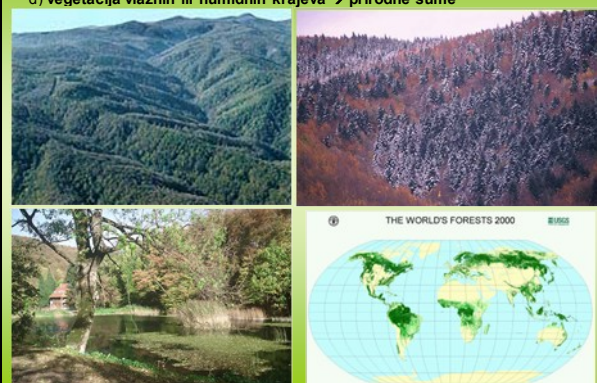 d) vegetacija vlažnih ili humidnih krajeva → prirodne šume
THE WORLD'S FORESTS 2000
USGS